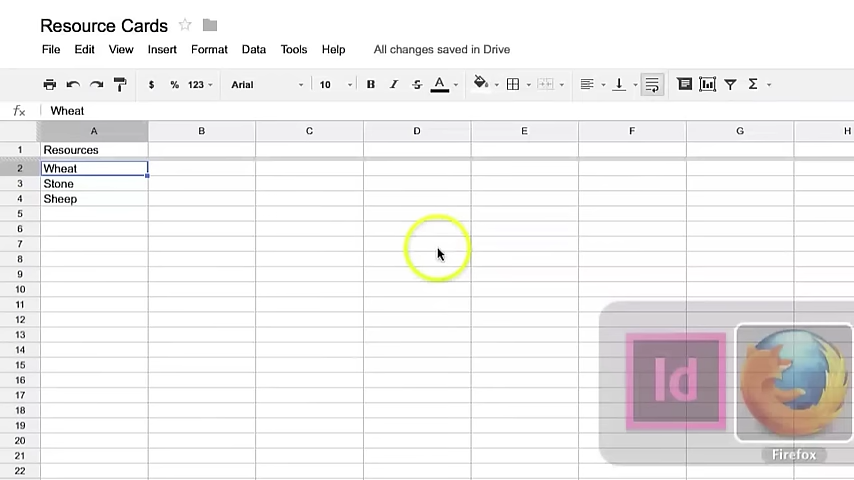 Resource Cards
File Edit View Insert Format Data Tools Help All changes saved in Drive
$ % 123 Arial 10 B I S A Σ
fx Wheat
A B C D E F G H
1 Resources
2 Wheat
3 Stone
4 Sheep
5
6
7
8
9
10
11
12
13
14
15
16
17
18
19
20
21
22
Id
Firefox